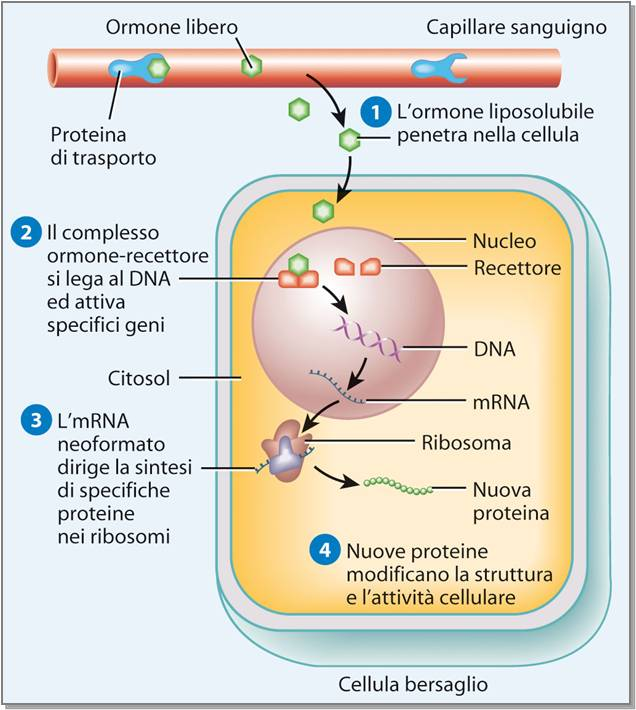 Ormone libero
Capillare sanguigno
Proteina
di trasporto
1 L'ormone liposolubile
penetra nella cellula
2 Il complesso
ormone-recettore
si lega al DNA
ed attiva
specifici geni
Nucleo
Recettore
DNA
Citosol
mRNA
3 L'mRNA
neoformato
dirige la sintesi
di specifiche
proteine
nei ribosomi
Ribosoma
Nuova
proteina
4 Nuove proteine
modificano la struttura
e l'attività cellulare
Cellula bersaglio